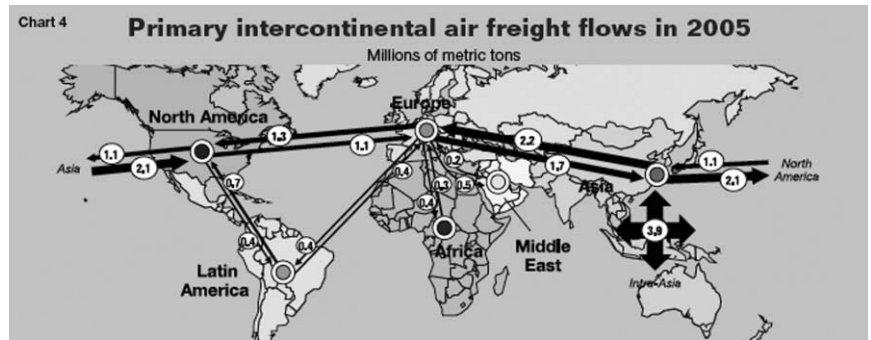 Chart 4
Primary intercontinental air freight flows in 2005
Millions of metric tons
Europe
North America
1.3
2.2
1.1
1.1
1.1
Asia
2.1
0.2
1.7
North
America
0.7
0.4
0.3
0.5
Asia
2.1
0.4
0.4
0.4
3.9
Africa
Middle
East
Latin
America
Intra-Asia